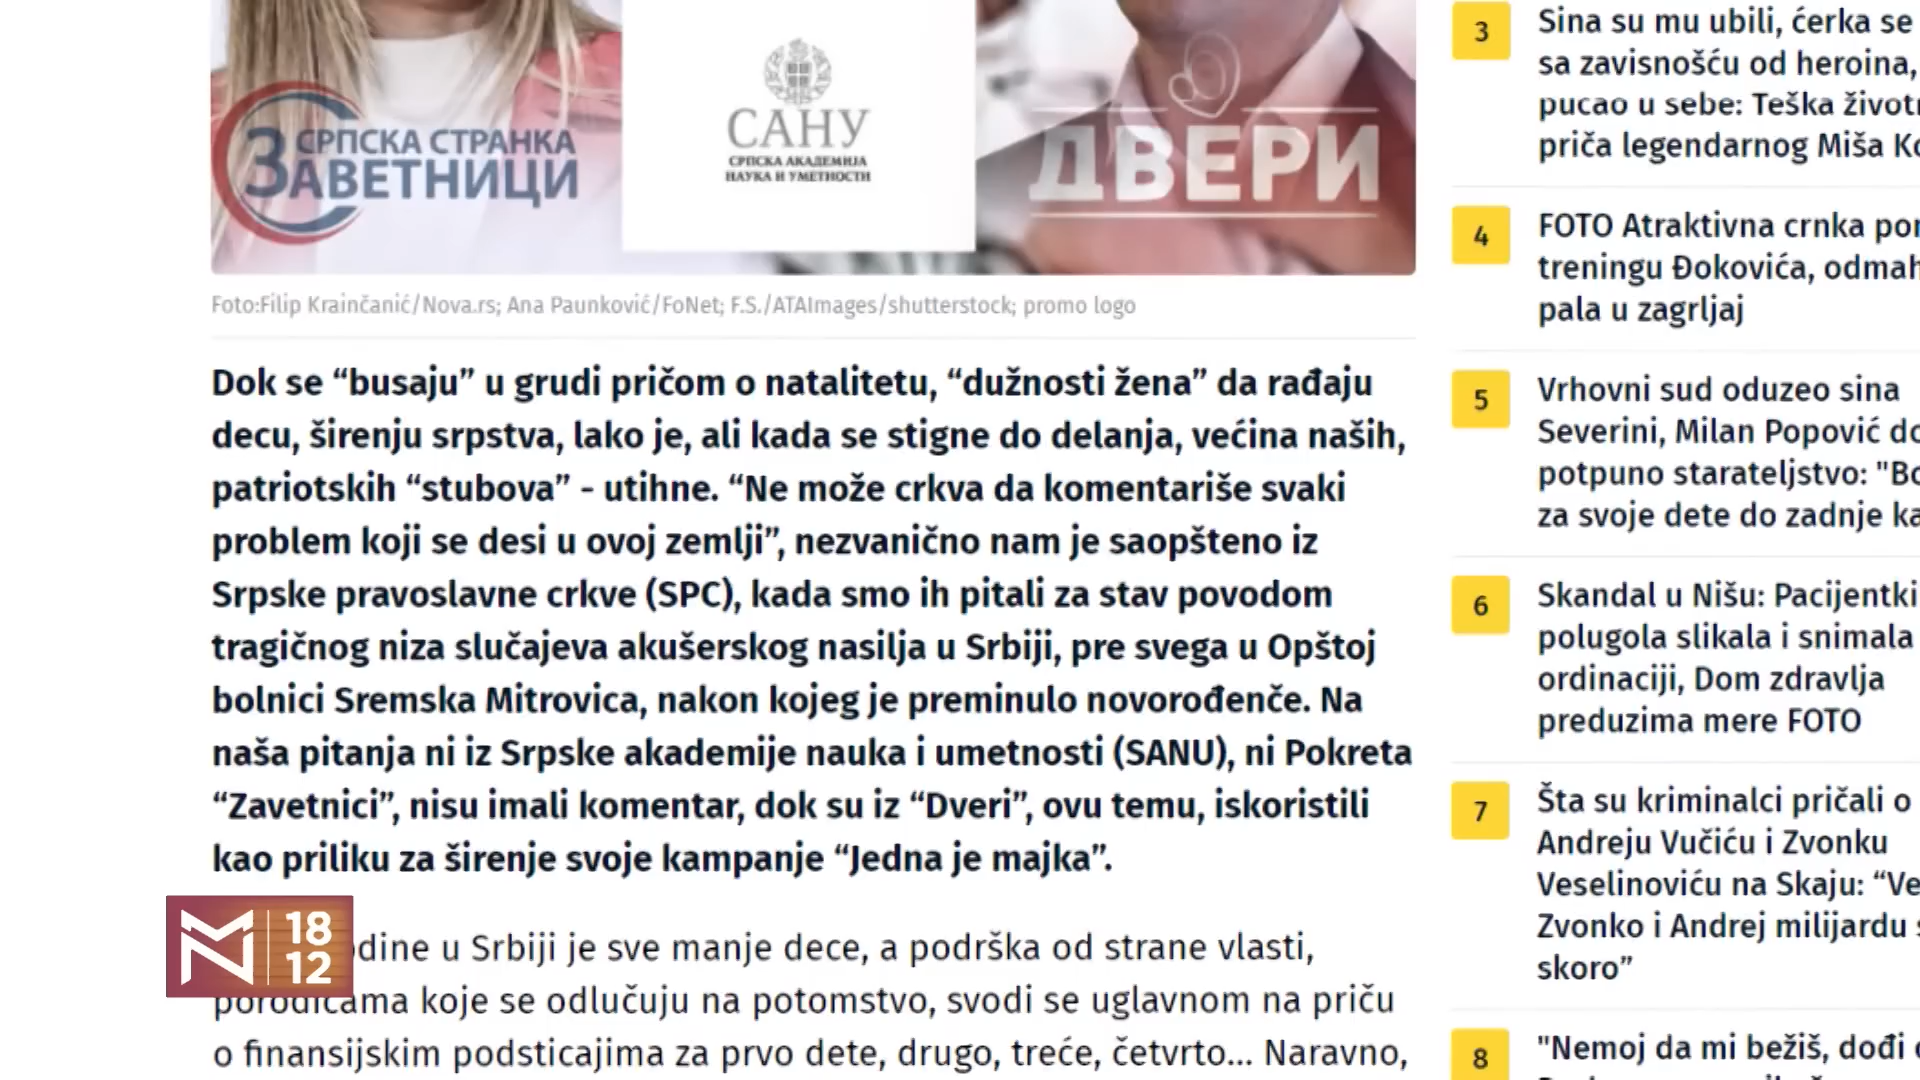 СРПСКА СТРАНКА
ЗАВЕТНИЦИ
САНУ
СРПСКА АКАДЕМИЈА
НАУКА И УМЕТНОСТИ
ДВЕРИ
Foto:Filip Krainčanić/Nova.rs; Ana Paunković/FoNet; F.S./ATAImages/shutterstock; promo logo
Dok se “busaju” u grudi pričom o natalitetu, “dužnosti žena” da rađaju
decu, širenju srpstva, lako je, ali kada se stigne do delanja, većina naših,
patriotskih “stubova” - utihne. “Ne može crkva da komentariše svaki
problem koji se desi u ovoj zemlji”, nezvanično nam je saopšteno iz
Srpske pravoslavne crkve (SPC), kada smo ih pitali za stav povodom
tragičnog niza slučajeva akušerskog nasilja u Srbiji, pre svega u Opštoj
bolnici Sremska Mitrovica, nakon kojeg je preminulo novorođenče. Na
naša pitanja ni iz Srpske akademije nauka i umetnosti (SANU), ni Pokreta
“Zavetnici”, nisu imali komentar, dok su iz “Dveri”, ovu temu, iskoristili
kao priliku za širenje svoje kampanje “Jedna je majka”.
odine u Srbiji je sve manje dece, a podrška od strane vlasti,
porodicama koje se odlučuju na potomstvo, svodi se uglavnom na priču
o finansijskim podsticajima za prvo dete, drugo, treće, četvrto... Naravno,
18
12
3
Sina su mu ubili, ćerka se
sa zavisnošću od heroina,
pucao u sebe: Teška život
priča legendarnog Miša Ko
4
FOTO Atraktivna crnka po
treningu Đokovića, odmah
pala u zagrljaj
5
Vrhovni sud oduzeo sina
Severini, Milan Popović do
potpuno starateljstvo: "Bo
za svoje dete do zadnje ka
6
Skandal u Nišu: Pacijentki
polugola slikala i snimala
ordinaciji, Dom zdravlja
preduzima mere FOTO
7
Šta su kriminalci pričali o
Andreju Vučiću i Zvonku
Veselinoviću na Skaju: “Ve
Zvonko i Andrej milijardu s
skoro”
8
"Nemoj da mi bežiš, dođi